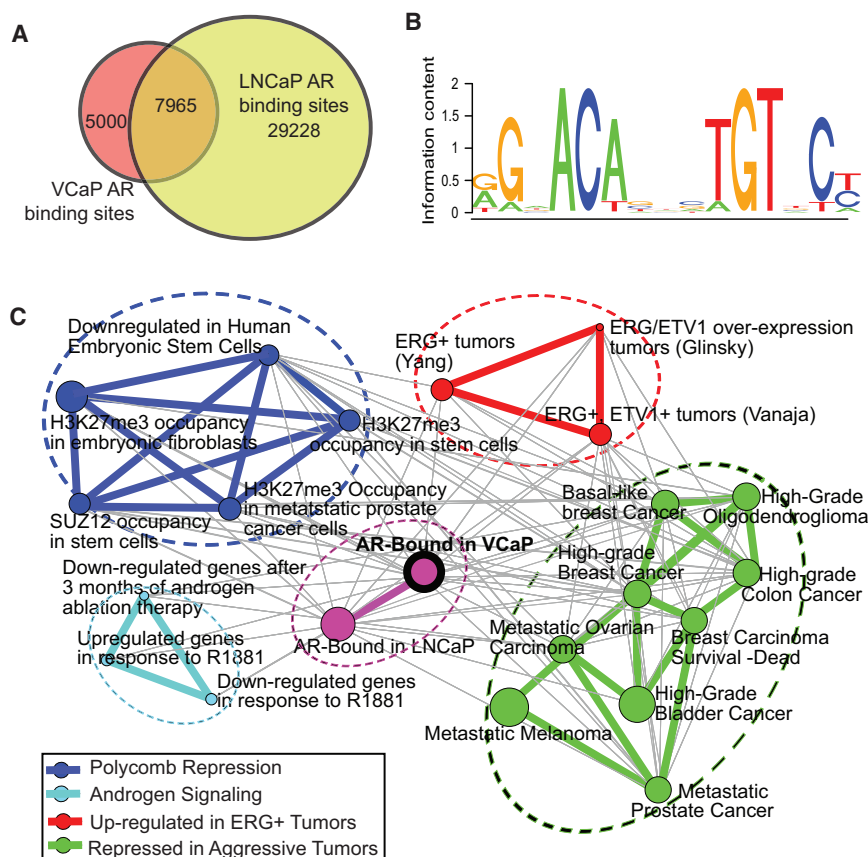 A
5000
7965
LNCaP AR
binding sites
29228
VCaP AR
binding sites
B
Information content
2
1.5
1
0.5
0
C
Downregulated in Human
Embryonic Stem Cells
H3K27me3 occupancy
in embryonic fibroblasts
H3K27me3
occupancy in stem cells
SUZ12 occupancy
in stem cells
H3K27me3 Occupancy
in metatstatic prostate
cancer cells
ERG+ tumors
(Yang)
ERG/ETV1 over-expression
tumors (Glinsky)
ERG+, ETV1+ tumors (Vanaja)
AR-Bound in VCaP
AR-Bound in LNCaP
Down-regulated genes after
3 months of androgen
ablation therapy
Upregulated genes
in response to R1881
Down-regulated genes
in response to R1881
Basal-like
breast Cancer
High-Grade
Oligodendroglioma
High-grade
Breast Cancer
High-grade
Colon Cancer
Metastatic Ovarian
Carcinoma
Breast Carcinoma
Survival -Dead
High-Grade
Bladder Cancer
Metastatic Melanoma
Metastatic
Prostate Cancer
Polycomb Repression
Androgen Signaling
Up-regulated in ERG+ Tumors
Repressed in Aggressive Tumors